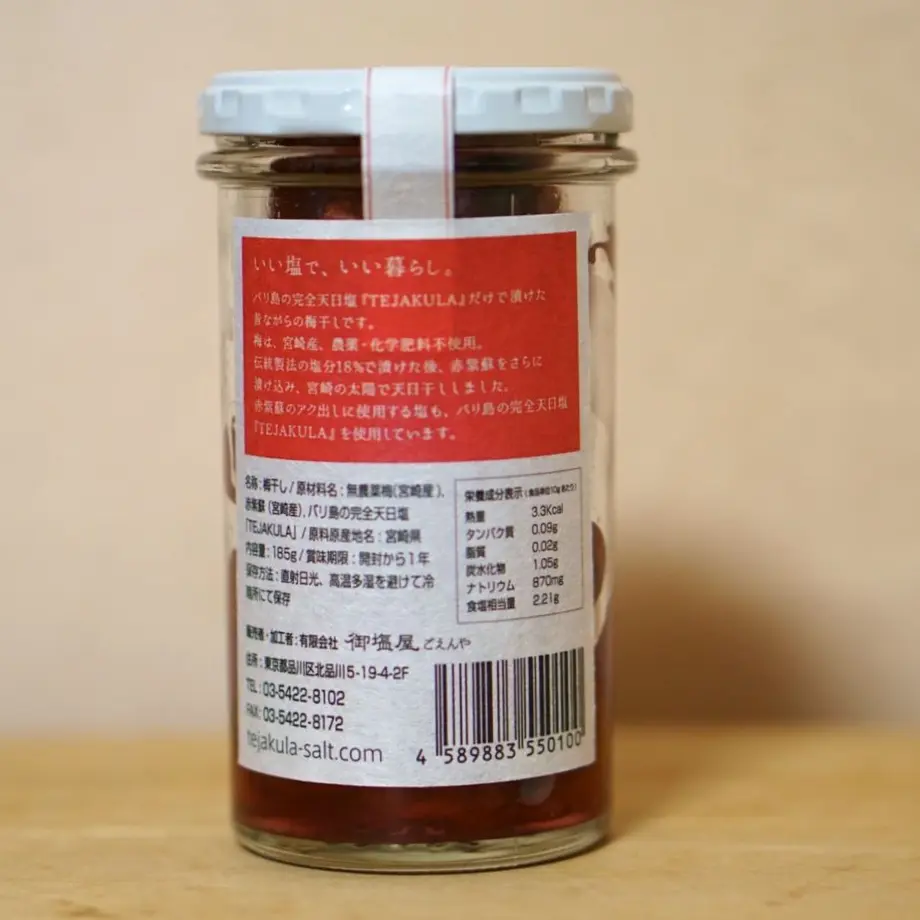 いい塩で、いい暮らし。
バリ島の完全天日塩『TEJAKULA』だけで漬けた
昔ながらの梅干しです。
梅は、宮崎産、農薬・化学肥料不使用。
伝統製法の塩分18%で漬けた後、赤紫蘇をさらに
漬け込み、宮崎の太陽で天日干ししました。
赤紫蘇のアク出しに使用する塩も、バリ島の完全天日塩
『TEJAKULA』を使用しています。
名称：梅干し / 原材料名：無農薬梅(宮崎産),
赤紫蘇 (宮崎産), バリ島の完全天日塩
「TEJAKULA」 / 原料原産地名：宮崎県
内容量：185g / 賞味期限：開封から1年
保存方法：直射日光、高温多湿を避けて冷
暗所にて保存
栄養成分表示 (食品単位10gあたり)
熱量 3.3Kcal
タンパク質 0.09g
脂質 0.02g
炭水化物 1.05g
ナトリウム 870mg
食塩相当量 2.21g
販売者・加工者：有限会社 御塩屋 ごえんや
住所：東京都品川区北品川5-19-4-2F
TEL：03-5422-8102
FAX：03-5422-8172
tejakula-salt.com
4 589883 550100